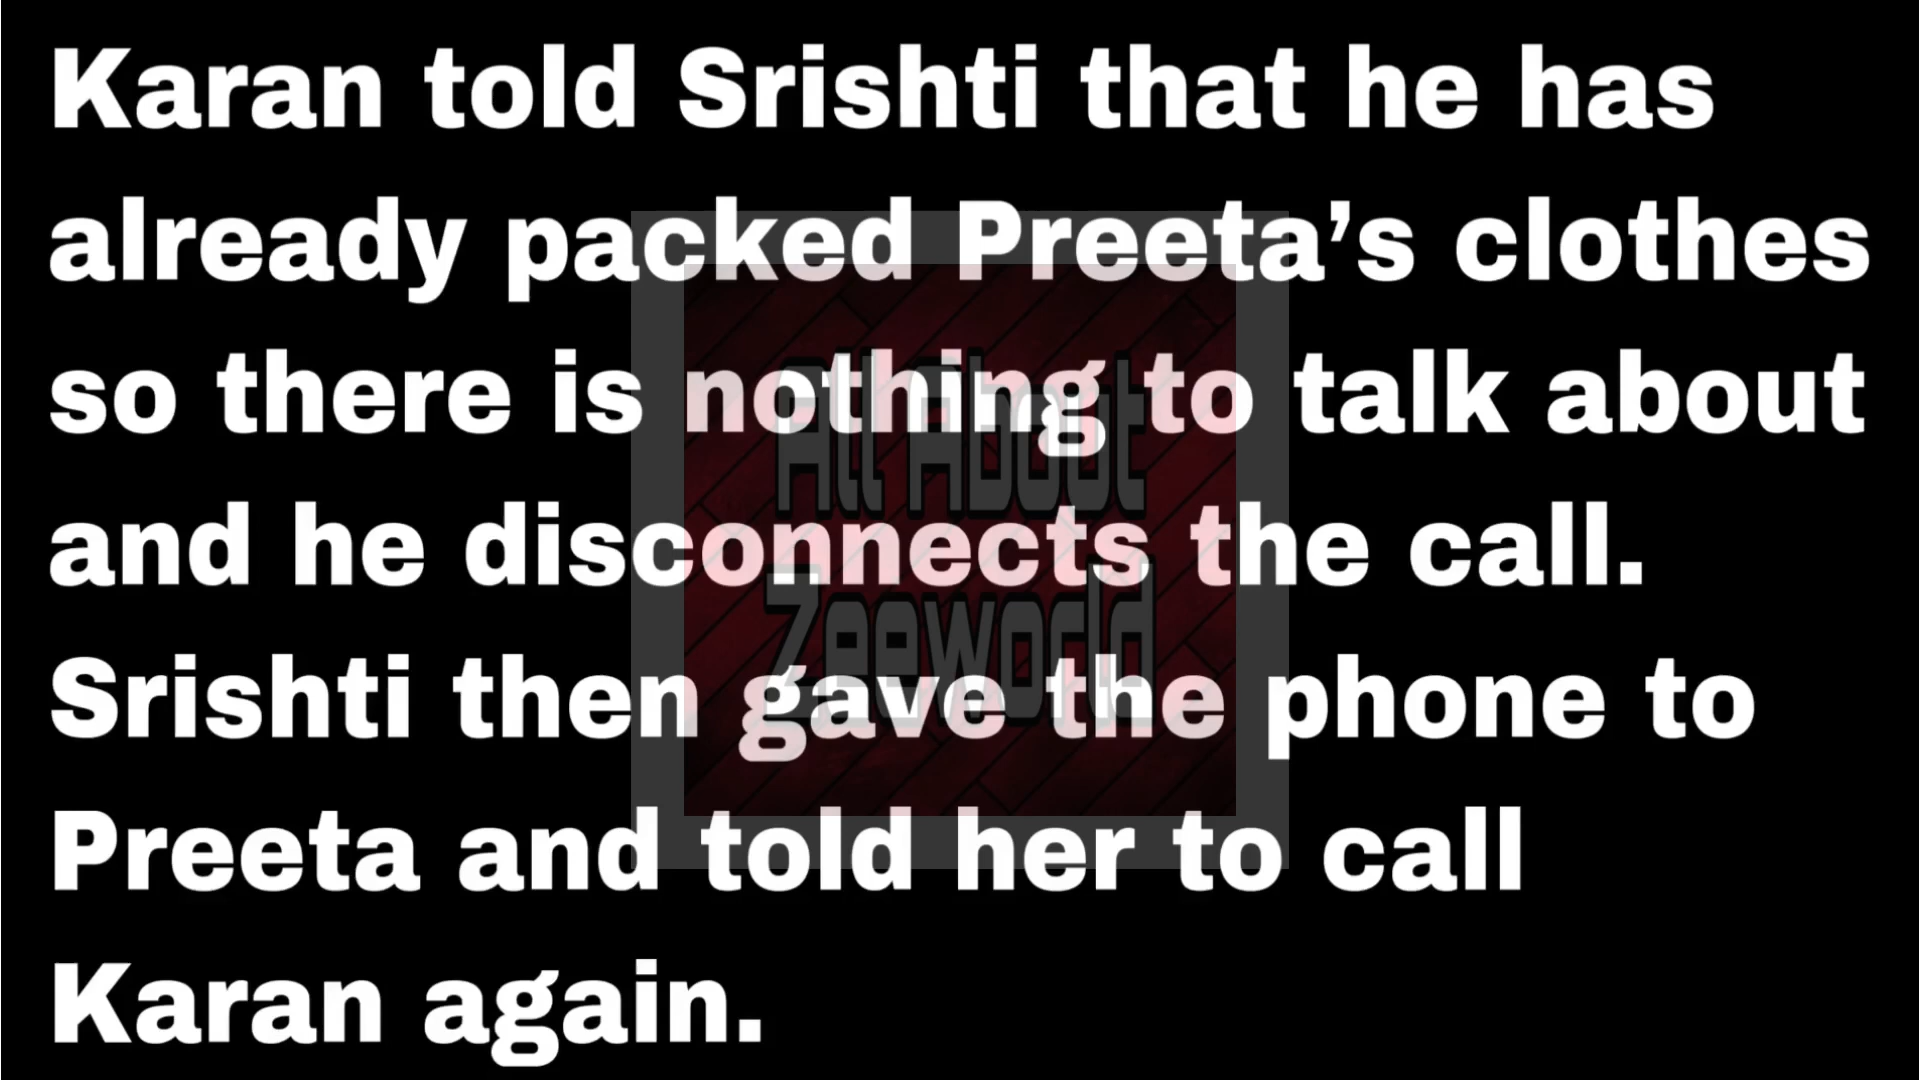 Karan told Srishti that he has
already packed Preeta’s clothes
so there is nothing to talk about
and he disconnects the call.
Srishti then gave the phone to
Preeta and told her to call
Karan again.
All About
Zeeworld